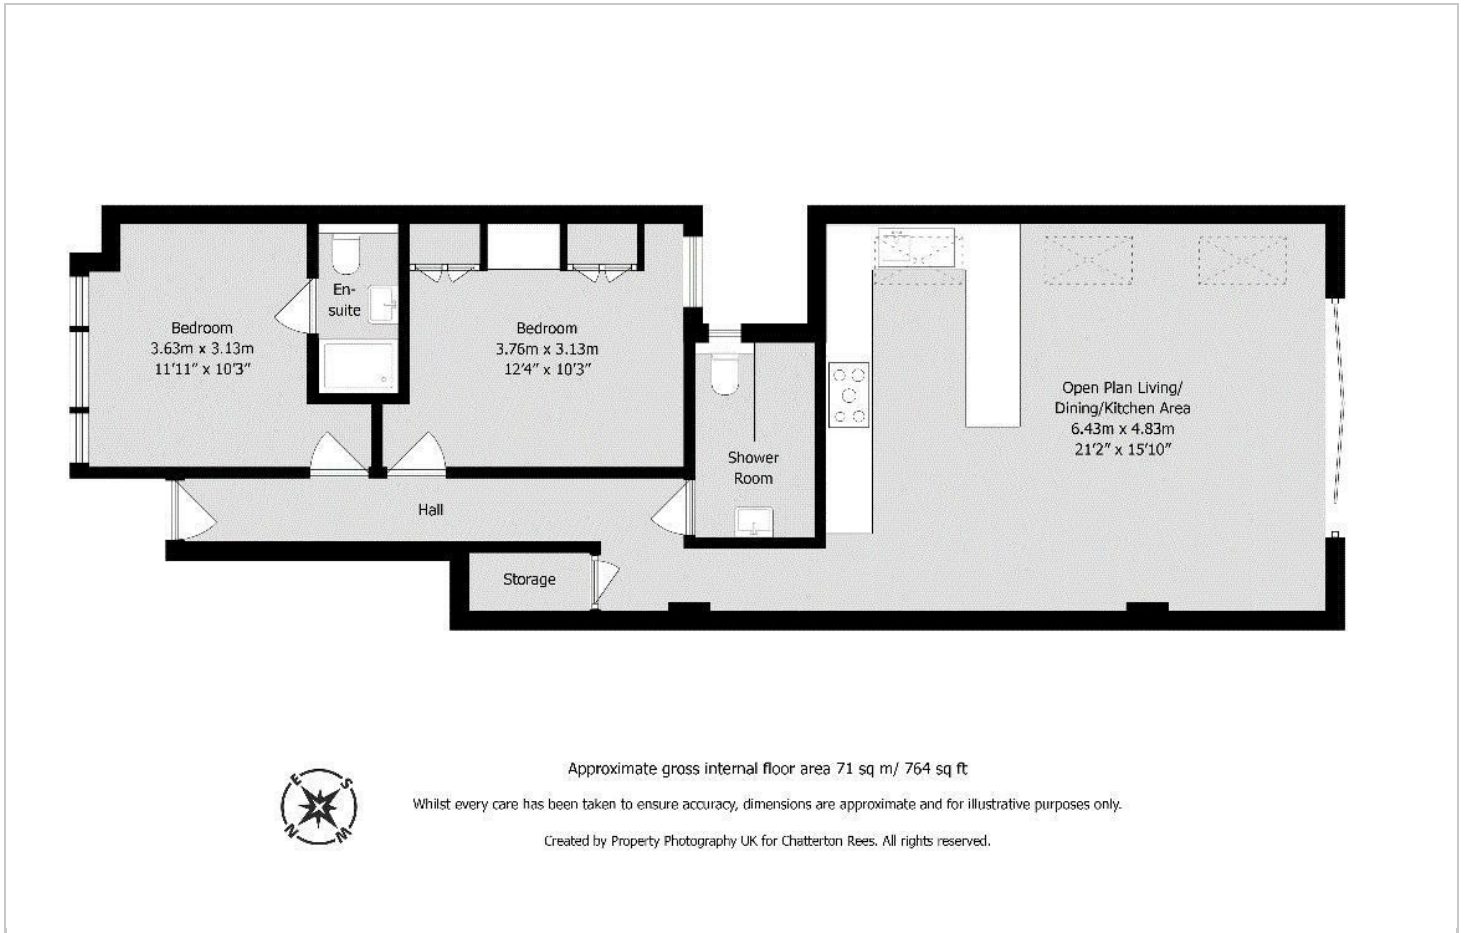 Bedroom
3.63m x 3.13m
11'11" x 10'3"
En-
suite
Bedroom
3.76m x 3.13m
12'4" x 10'3"
Shower
Room
Open Plan Living/
Dining/Kitchen Area
6.43m x 4.83m
21'2" x 15'10"
Hall
Storage
E
S
N
W
Approximate gross internal floor area 71 sq m/ 764 sq ft
Whilst every care has been taken to ensure accuracy, dimensions are approximate and for illustrative purposes only.
Created by Property Photography UK for Chatterton Rees. All rights reserved.